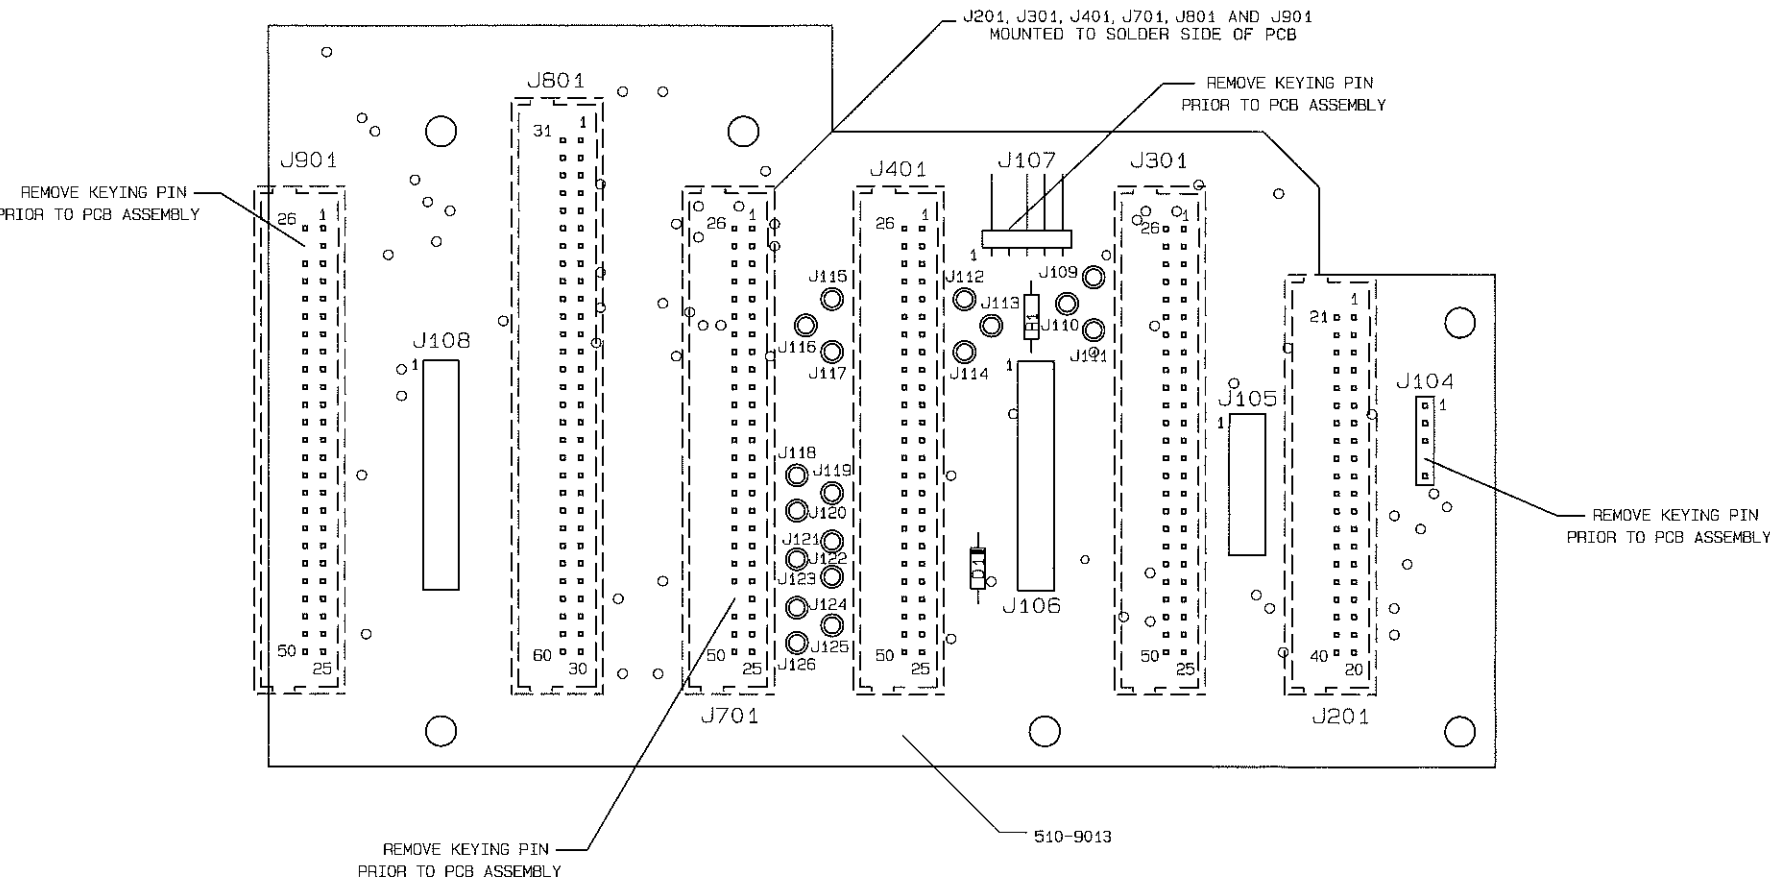 J201, J301, J401, J701, J801 AND J901
MOUNTED TO SOLDER SIDE OF PCB
REMOVE KEYING PIN
PRIOR TO PCB ASSEMBLY
J801
31 1
J901
REMOVE KEYING PIN
PRIOR TO PCB ASSEMBLY
26 1
J401
26 1
J107
1
J301
26 1
26 1
J115
J116
J117
J112
J113
J114
J109
J110
J111
R1
1
21
J108
1
1
J104
1
J105
1
J118
J119
J120
J121
J122
J123
J124
J125
J126
D1
J106
REMOVE KEYING PIN
PRIOR TO PCB ASSEMBLY
50 25
60 30
50 25
50 25
50 25
40 20
J701
J201
510-9013
REMOVE KEYING PIN
PRIOR TO PCB ASSEMBLY